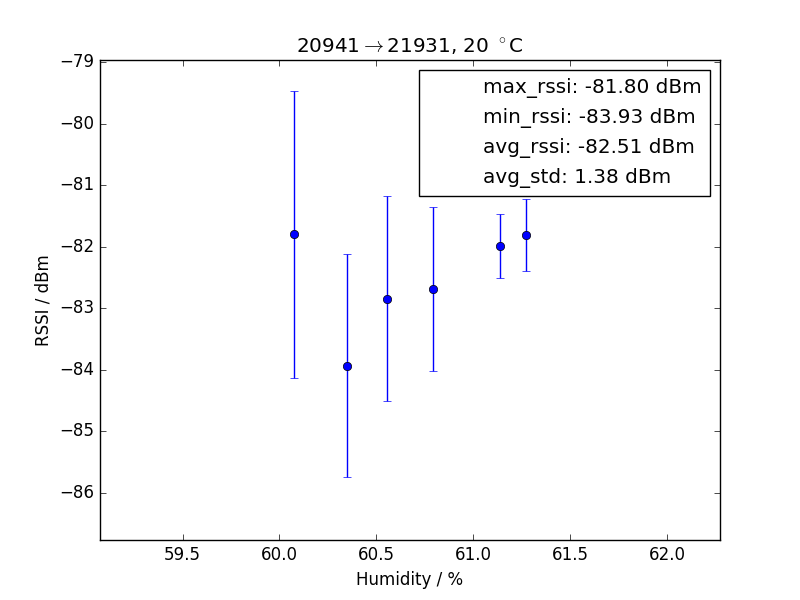 20941→21931, 20 °C
max_rssi: -81.80 dBm
min_rssi: -83.93 dBm
avg_rssi: -82.51 dBm
avg_std: 1.38 dBm
−79
−80
−81
−82
−83
−84
−85
−86
RSSI / dBm
59.5 60.0 60.5 61.0 61.5 62.0
Humidity / %